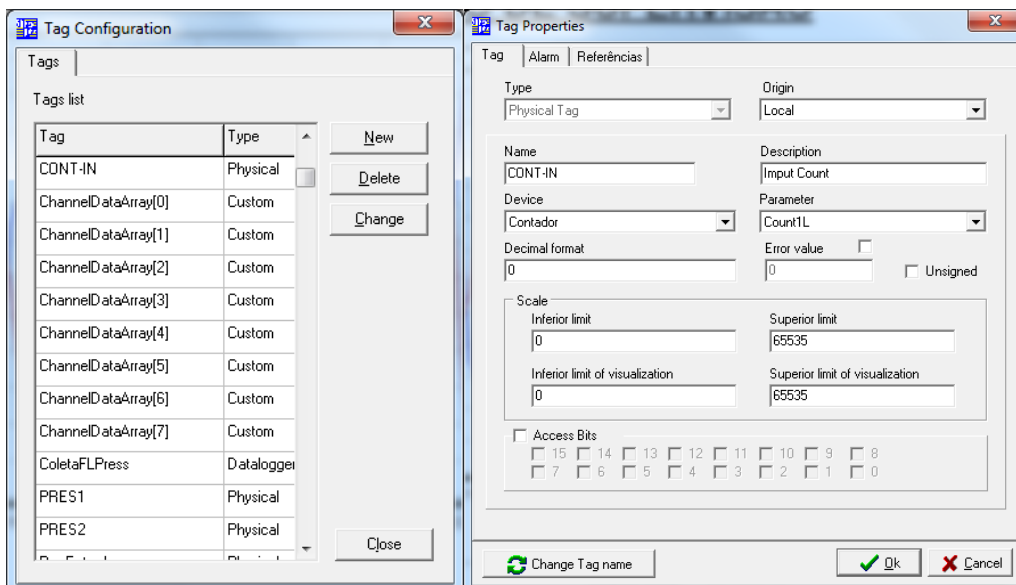 Tag Configuration
Tags
Tags list
Tag Type
CONT-IN Physical
ChannelDataArray[0] Custom
ChannelDataArray[1] Custom
ChannelDataArray[2] Custom
ChannelDataArray[3] Custom
ChannelDataArray[4] Custom
ChannelDataArray[5] Custom
ChannelDataArray[6] Custom
ChannelDataArray[7] Custom
ColetaFLPress Datalogger
PRES1 Physical
PRES2 Physical
New
Delete
Change
Close
Tag Properties
Tag Alarm Referências
Type Origin
Physical Tag Local
Name Description
CONT-IN Imput Count
Device Parameter
Contador Count1L
Decimal format Error value
0 0 Unsigned
Scale
Inferior limit Superior limit
0 65535
Inferior limit of visualization Superior limit of visualization
0 65535
Access Bits
15 14 13 12 11 10 9 8
7 6 5 4 3 2 1 0
Change Tag name Ok Cancel